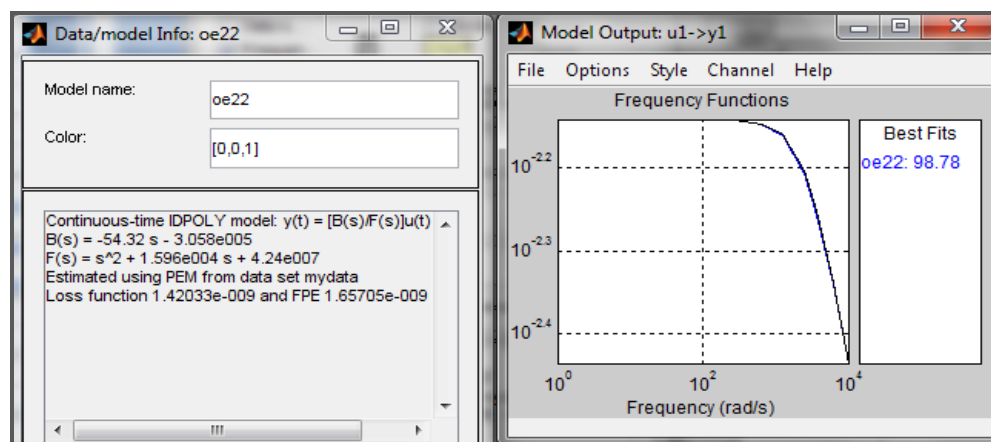 Data/model Info: oe22
Model name:
oe22
Color:
[0,0,1]
Continuous-time IDPOLY model: y(t) = [B(s)/F(s)]u(t)
B(s) = -54.32 s - 3.058e005
F(s) = s^2 + 1.596e004 s + 4.24e007
Estimated using PEM from data set mydata
Loss function 1.42033e-009 and FPE 1.65705e-009
Model Output: u1->y1
File Options Style Channel Help
Frequency Functions
10^-2.2
10^-2.3
10^-2.4
10^0 10^2 10^4
Frequency (rad/s)
Best Fits
oe22: 98.78